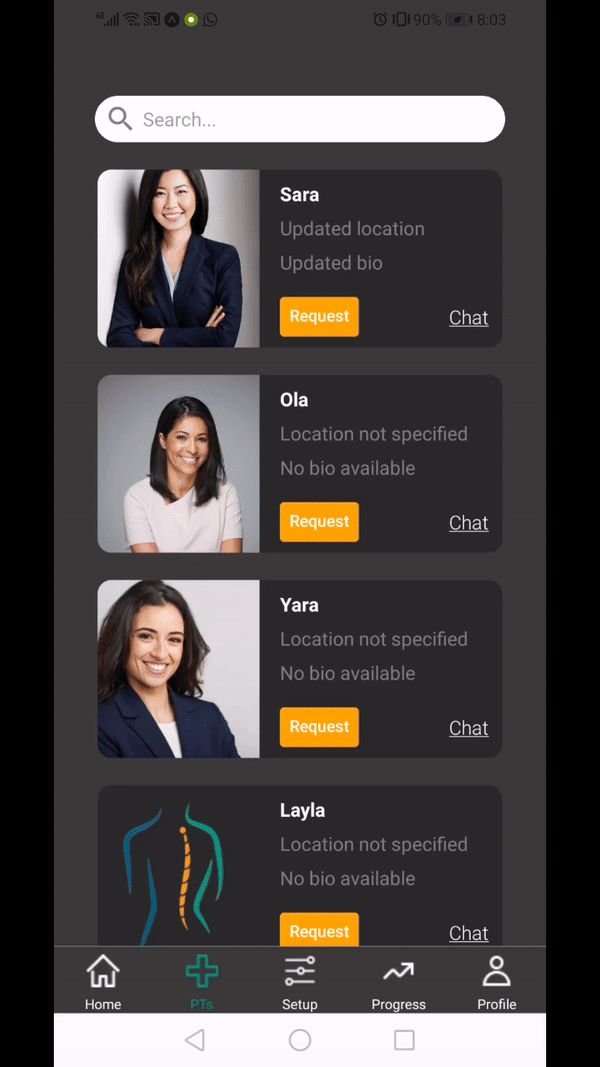 4G 90% 8:03
Search...
Sara
Updated location
Updated bio
Request Chat
Ola
Location not specified
No bio available
Request Chat
Yara
Location not specified
No bio available
Request Chat
Layla
Location not specified
No bio available
Request Chat
Home PTs Setup Progress Profile